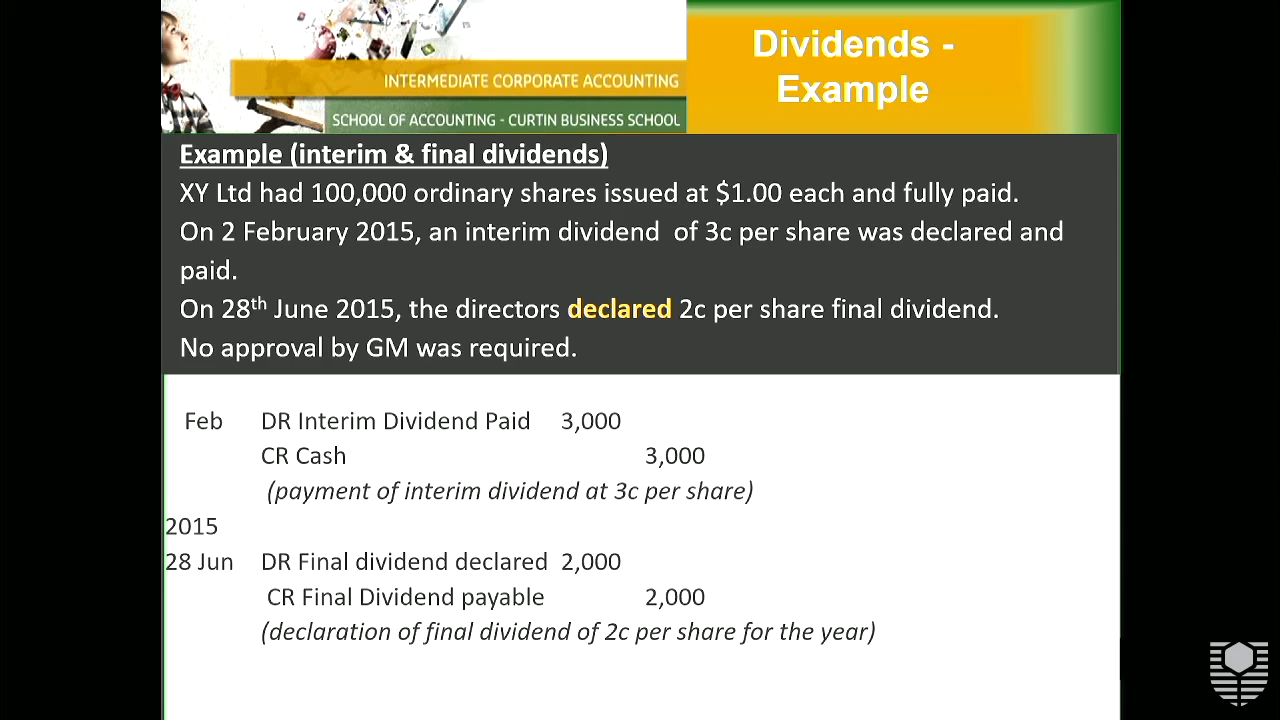 Dividends -
Example
INTERMEDIATE CORPORATE ACCOUNTING
SCHOOL OF ACCOUNTING - CURTIN BUSINESS SCHOOL
Example (interim & final dividends)
XY Ltd had 100,000 ordinary shares issued at $1.00 each and fully paid.
On 2 February 2015, an interim dividend of 3c per share was declared and
paid.
On 28th June 2015, the directors declared 2c per share final dividend.
No approval by GM was required.
Feb DR Interim Dividend Paid 3,000
CR Cash 3,000
(payment of interim dividend at 3c per share)
2015
28 Jun DR Final dividend declared 2,000
CR Final Dividend payable 2,000
(declaration of final dividend of 2c per share for the year)